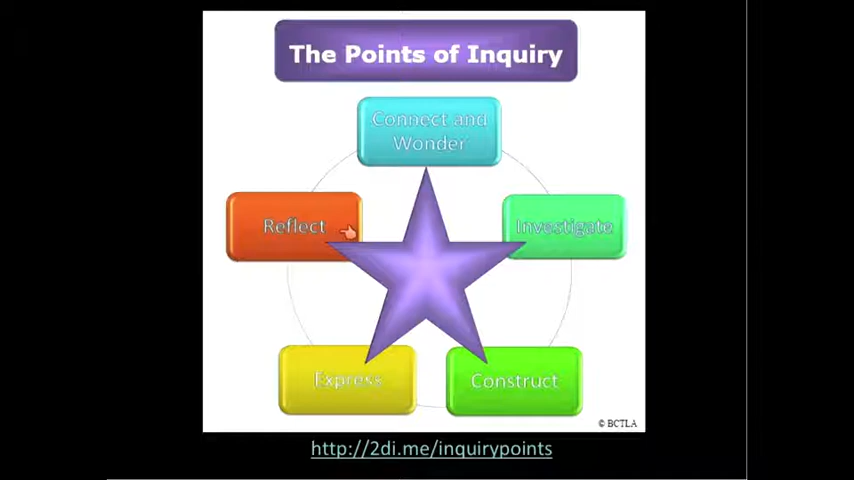 The Points of Inquiry
Connect and
Wonder
Reflect
Investigate
Express
Construct
© BCTLA
http://2di.me/inquirypoints